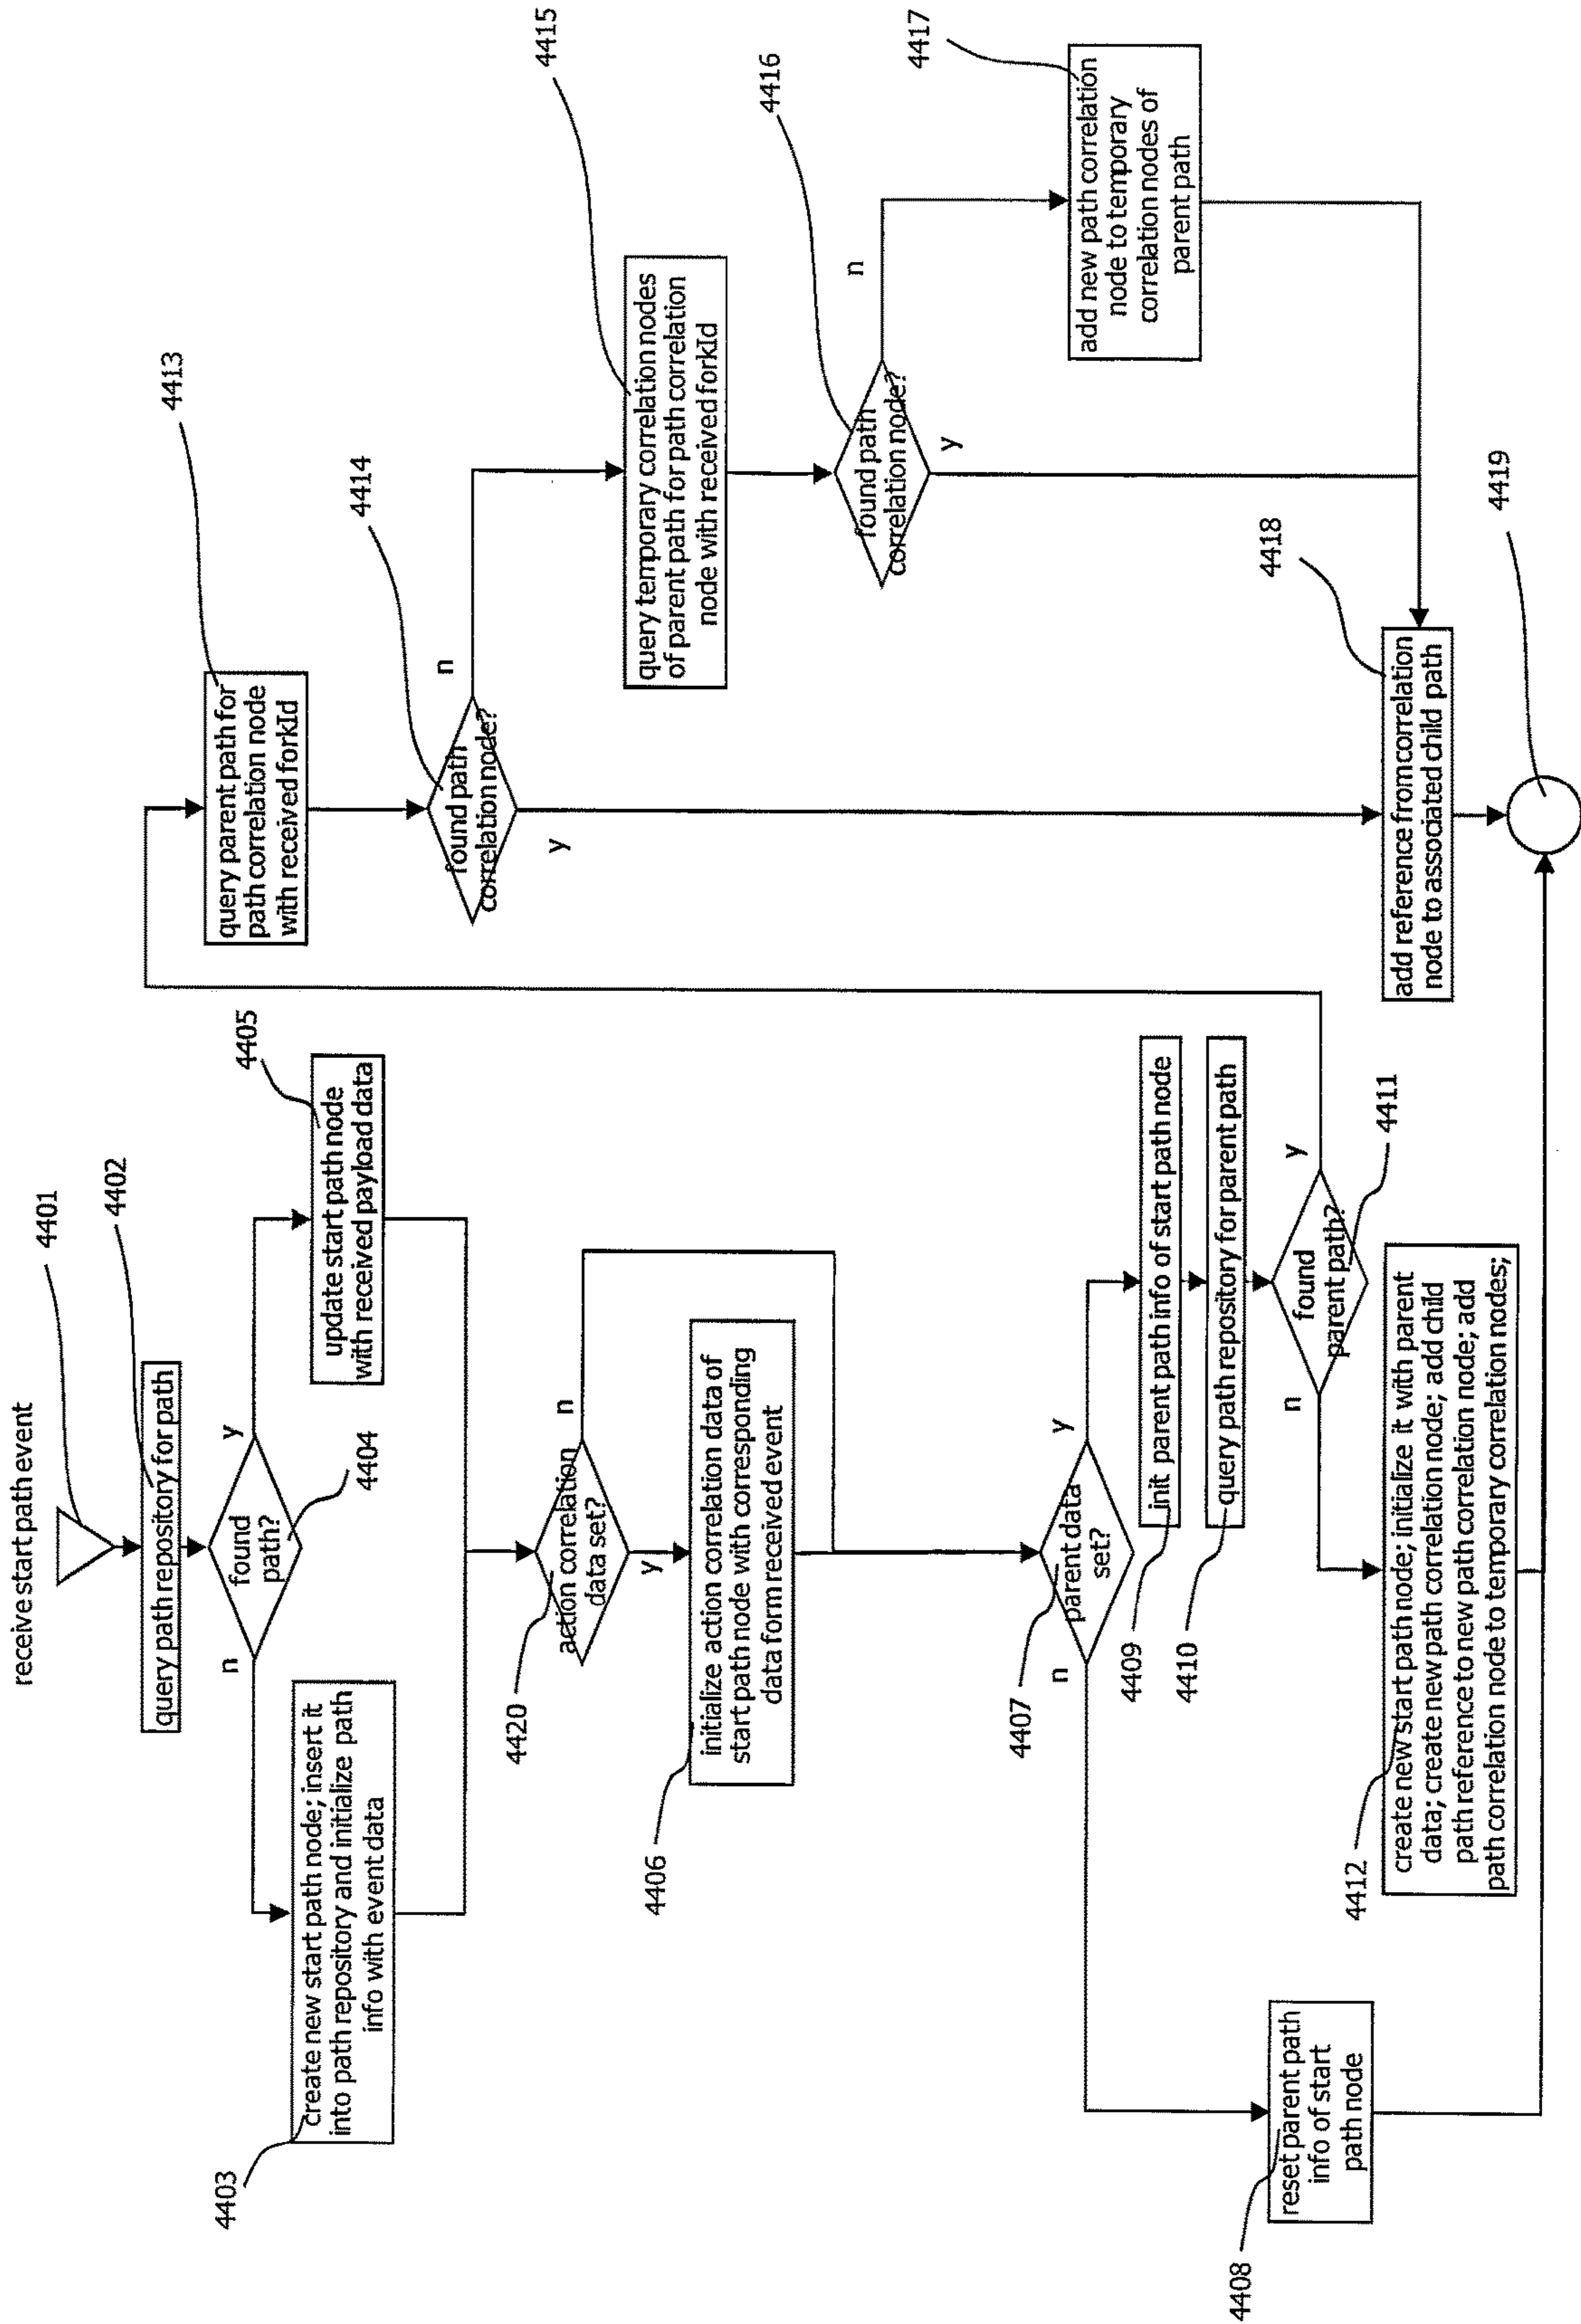 receive start path event
4401
4402
query path repository for path
found
path?
4404
n
y
4403
create new start path node; insert it
into path repository and initialize path
info with event data
4405
update start path node
with received payload data
4420
action correlation
data set?
n
y
4406
initialize action correlation data of
start path node with corresponding
data form received event
4407
parent data
set?
n
y
4408
reset parent path
info of start
path node
4409
init parent path info of start path node
4410
query path repository for parent path
found
parent path?
4411
n
y
4412
create new start path node; initialize it with parent
data; create new path correlation node; add child
path reference to new path correlation node; add
path correlation node to temporary correlation nodes;
4413
query parent path for
path correlation node
with received forkId
4414
found path
correlation node?
n
y
4415
query temporary correlation nodes
of parent path for path correlation
node with received forkId
4416
found path
correlation node?
n
y
4417
add new path correlation
node to temporary
correlation nodes of
parent path
4418
add reference from correlation
node to associated child path
4419